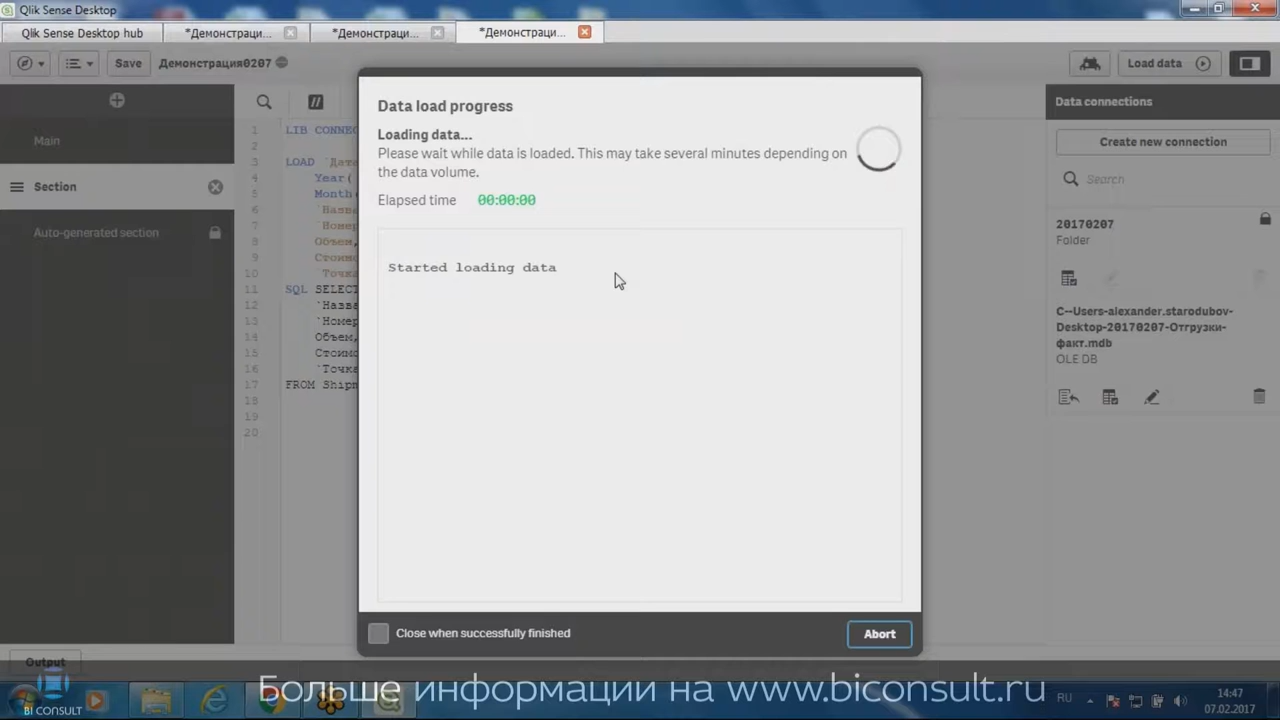 Qlik Sense Desktop
Qlik Sense Desktop hub
*Демонстраци...
*Демонстраци...
*Демонстраци...
Save
Демонстрация0207
Load data
Main
Section
Auto-generated section
1 LIB CONNE
2
3 LOAD `Дата
4 Year(
5 Month(
6 `Назва
7 `Номер
8 Объем,
9 Стоимо
10 `Точка
11 SQL SELECT
12 `Назва
13 `Номер
14 Объем,
15 Стоимо
16 `Точка
17 FROM Shipm
18
19
20
Data load progress
Loading data...
Please wait while data is loaded. This may take several minutes depending on
the data volume.
Elapsed time 00:00:00
Started loading data
Close when successfully finished
Abort
Data connections
Create new connection
Search
20170207
Folder
C--Users-alexander.starodubov-
Desktop-20170207-Отгрузки-
факт.mdb
OLE DB
Output
Больше информации на www.biconsult.ru
BI CONSULT
RU
14:47
07.02.2017